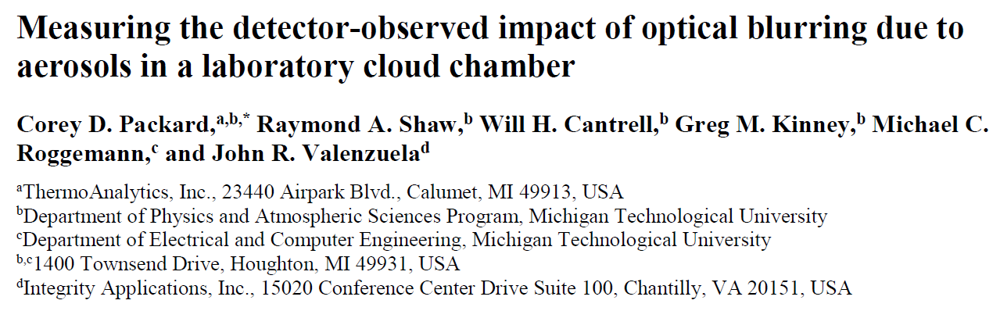 Measuring the detector-observed impact of optical blurring due to
aerosols in a laboratory cloud chamber
Corey D. Packard,a,b,* Raymond A. Shaw,b Will H. Cantrell,b Greg M. Kinney,b Michael C.
Roggemann,c and John R. Valenzuelad
aThermoAnalytics, Inc., 23440 Airpark Blvd., Calumet, MI 49913, USA
bDepartment of Physics and Atmospheric Sciences Program, Michigan Technological University
cDepartment of Electrical and Computer Engineering, Michigan Technological University
b,c1400 Townsend Drive, Houghton, MI 49931, USA
dIntegrity Applications, Inc., 15020 Conference Center Drive Suite 100, Chantilly, VA 20151, USA